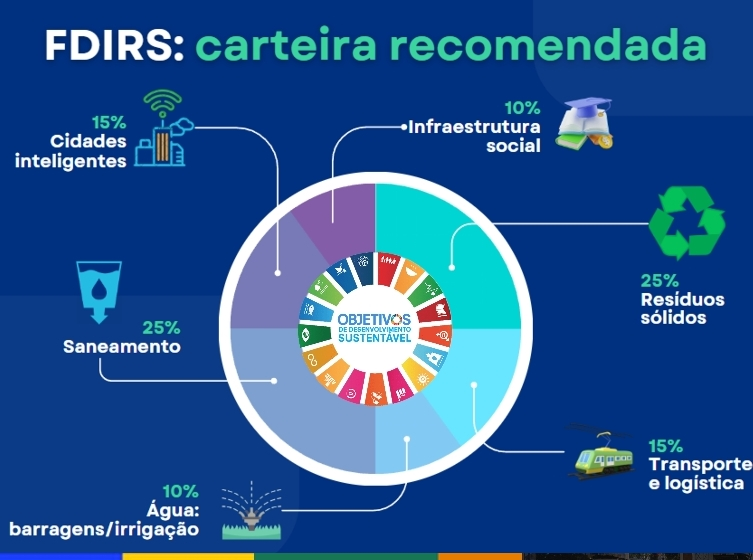 FDIRS: carteira recomendada
15%
Cidades
inteligentes
10%
Infraestrutura
social
25%
Resíduos
sólidos
25%
Saneamento
OBJETIVOS
DE DESENVOLVIMENTO
SUSTENTÁVEL
15%
Transporte
e logística
10%
Água:
barragens/irrigação